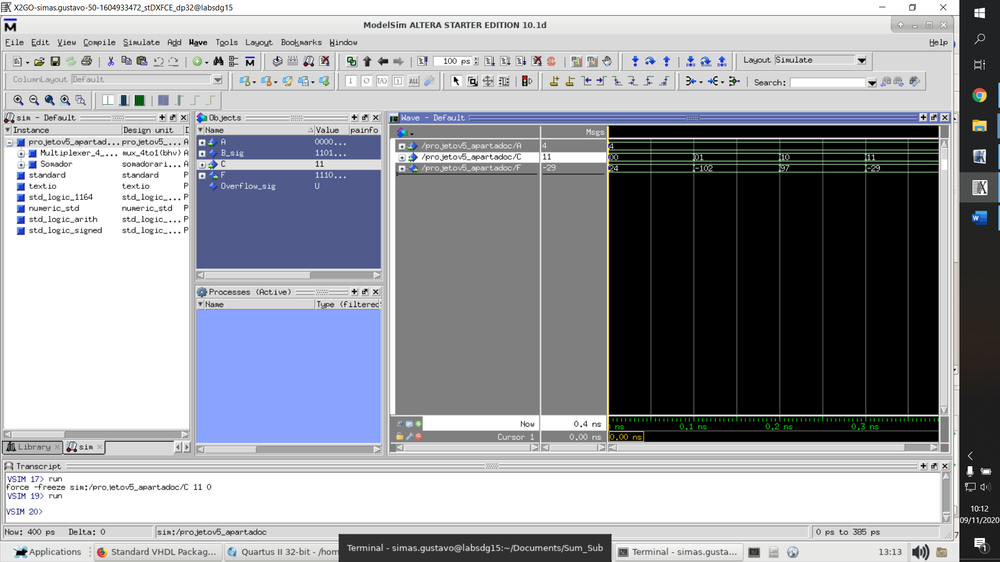 X2GO-simas.gustavo-50-1604933472_stDXFCE_dp32@labsdg15
ModelSim ALTERA STARTER EDITION 10.1d
File Edit View Compile Simulate Add Wave Tools Layout Bookmarks Window Help
100 ps
Layout Simulate
ColumnLayout Default
Search:
sim - Default
Instance Design unit
projetov5_apartad... projetov5_... A
Multiplexer_4_... mux_4to1(bhv) A
Somador somadorari... A
standard standard P
textio textio P
std_logic_1164 std_logic_... P
numeric_std numeric_std P
std_logic_arith std_logic_... P
std_logic_signed std_logic_... P
Library sim
Objects
Name Value painfo
A 0000...
B_sig 1101...
C 11
F 1110...
Overflow_sig U
Processes (Active)
Name Type (filtered
Wave - Default
Msgs
/projetov5_apartadoc/A 4 4
/projetov5_apartadoc/C 11 00 01 10 11
/projetov5_apartadoc/F -29 24 -102 97 -29
Now 0.4 ns ns 0.1 ns 0.2 ns 0.3 ns
Cursor 1 0.00 ns 0.00 ns
Transcript
VSIM 17> run
force -freeze sim:/projetov5_apartadoc/C 11 0
VSIM 19> run
VSIM 20>
Now: 400 ps Delta: 0 sim:/projetov5_apartadoc 0 ps to 385 ps
Applications Standard VHDL Packag... Quartus II 32-bit - /hom Terminal - simas.gusta... 13:13
Terminal - simas.gustavo@labsdg15:~/Documents/Sum_Sub
10:12
09/11/2020
1